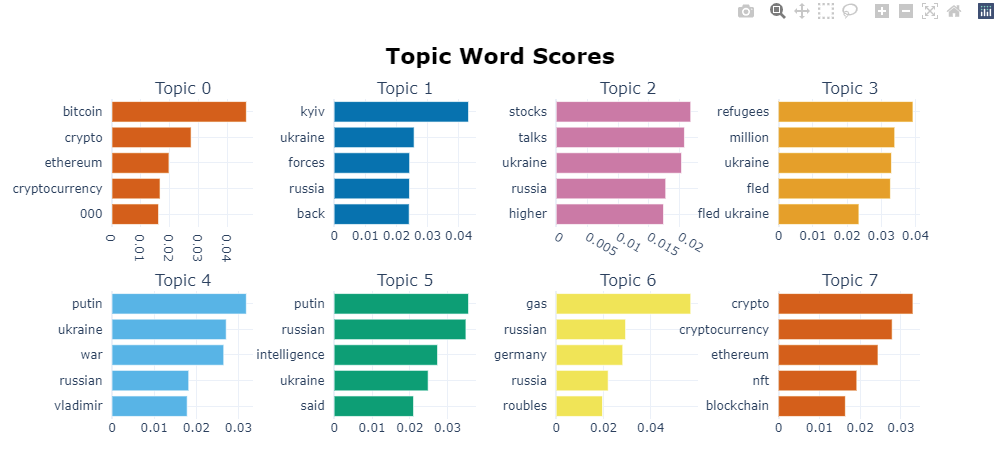 Topic Word Scores
Topic 0
bitcoin
crypto
ethereum
cryptocurrency
000
0 0.01 0.02 0.03 0.04
Topic 1
kyiv
ukraine
forces
russia
back
0 0.01 0.02 0.03 0.04
Topic 2
stocks
talks
ukraine
russia
higher
0 0.005 0.01 0.015 0.02
Topic 3
refugees
million
ukraine
fled
fled ukraine
0 0.01 0.02 0.03 0.04
Topic 4
putin
ukraine
war
russian
vladimir
0 0.01 0.02 0.03
Topic 5
putin
russian
intelligence
ukraine
said
0 0.01 0.02 0.03
Topic 6
gas
russian
germany
russia
roubles
0 0.02 0.04
Topic 7
crypto
cryptocurrency
ethereum
nft
blockchain
0 0.01 0.02 0.03